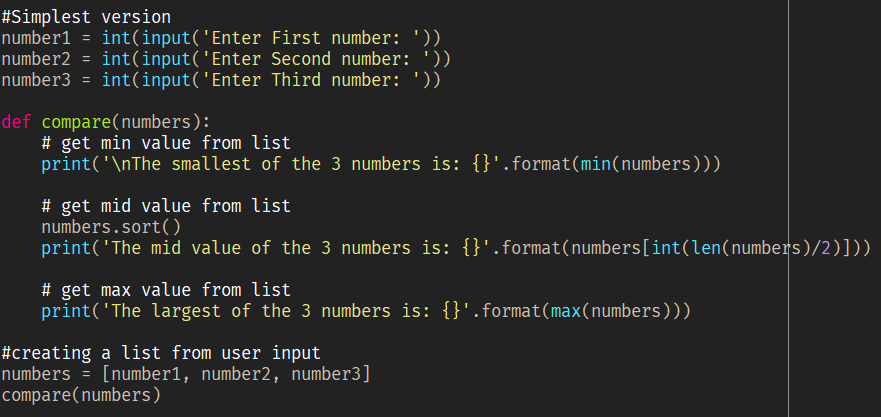 #Simplest version
number1 = int(input('Enter First number: '))
number2 = int(input('Enter Second number: '))
number3 = int(input('Enter Third number: '))

def compare(numbers):
    # get min value from list
    print('\nThe smallest of the 3 numbers is: {}'.format(min(numbers)))

    # get mid value from list
    numbers.sort()
    print('The mid value of the 3 numbers is: {}'.format(numbers[int(len(numbers)/2)]))

    # get max value from list
    print('The largest of the 3 numbers is: {}'.format(max(numbers)))

#creating a list from user input
numbers = [number1, number2, number3]
compare(numbers)